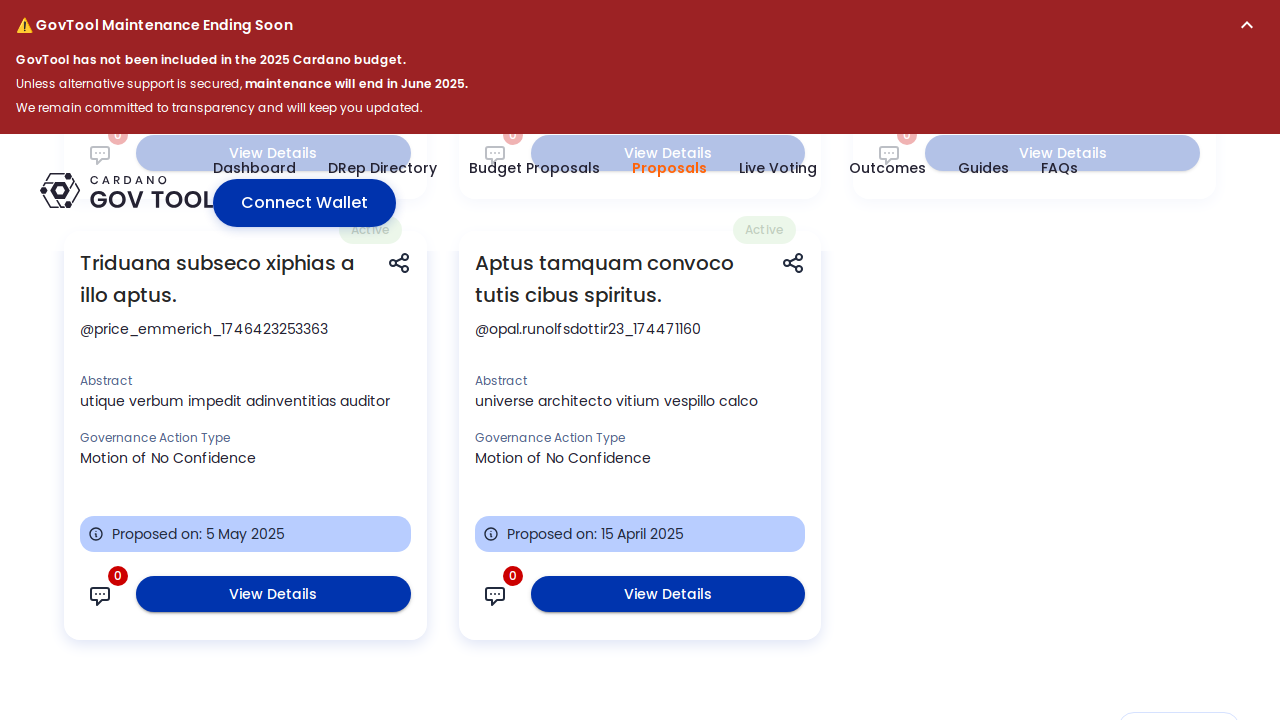 ⚠️ GovTool Maintenance Ending Soon
GovTool has not been included in the 2025 Cardano budget.
Unless alternative support is secured, maintenance will end in June 2025.
We remain committed to transparency and will keep you updated.
0 View Details 0 View Details 0 View Details
Dashboard DRep Directory Budget Proposals Proposals Live Voting Outcomes Guides FAQs
CARDANO
GOV TOOL
Connect Wallet
Active Active
Triduana subseco xiphias a
illo aptus.
@price_emmerich_1746423253363
Abstract
utique verbum impedit adinventitias auditor
Governance Action Type
Motion of No Confidence
Proposed on: 5 May 2025
0
View Details
Aptus tamquam convoco
tutis cibus spiritus.
@opal.runolfsdottir23_174471160
Abstract
universe architecto vitium vespillo calco
Governance Action Type
Motion of No Confidence
Proposed on: 15 April 2025
0
View Details